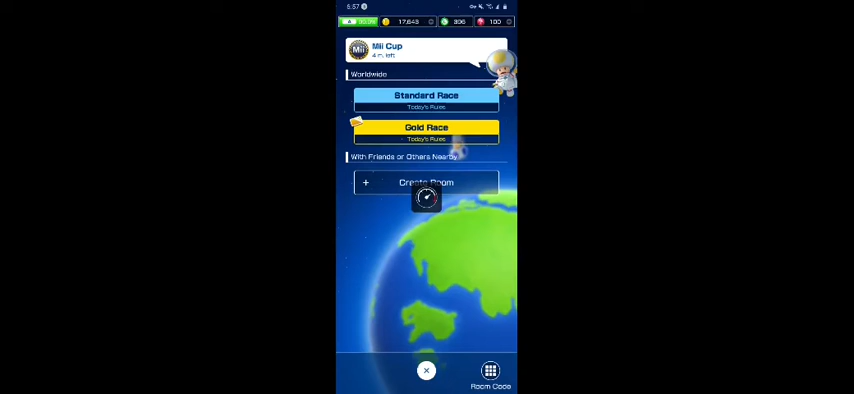 5:57
17,643
306
100
Mii
Mii Cup
4 m. left
Worldwide
Standard Race
Today's Rules
Gold Race
Today's Rules
With Friends or Others Nearby
+ Create Room
Room Code